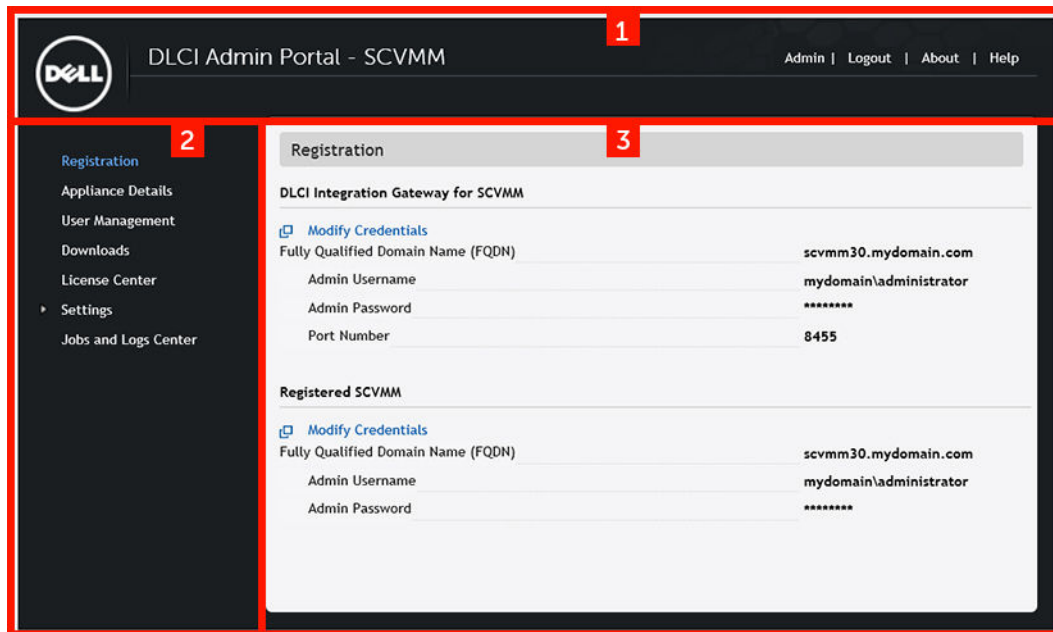 1
DELL
DLCI Admin Portal - SCVMM
Admin | Logout | About | Help
2
Registration
Appliance Details
User Management
Downloads
License Center
Settings
Jobs and Logs Center
3
Registration
DLCI Integration Gateway for SCVMM
Modify Credentials
Fully Qualified Domain Name (FQDN) scvmm30.mydomain.com
Admin Username mydomain\administrator
Admin Password ********
Port Number 8455
Registered SCVMM
Modify Credentials
Fully Qualified Domain Name (FQDN) scvmm30.mydomain.com
Admin Username mydomain\administrator
Admin Password ********